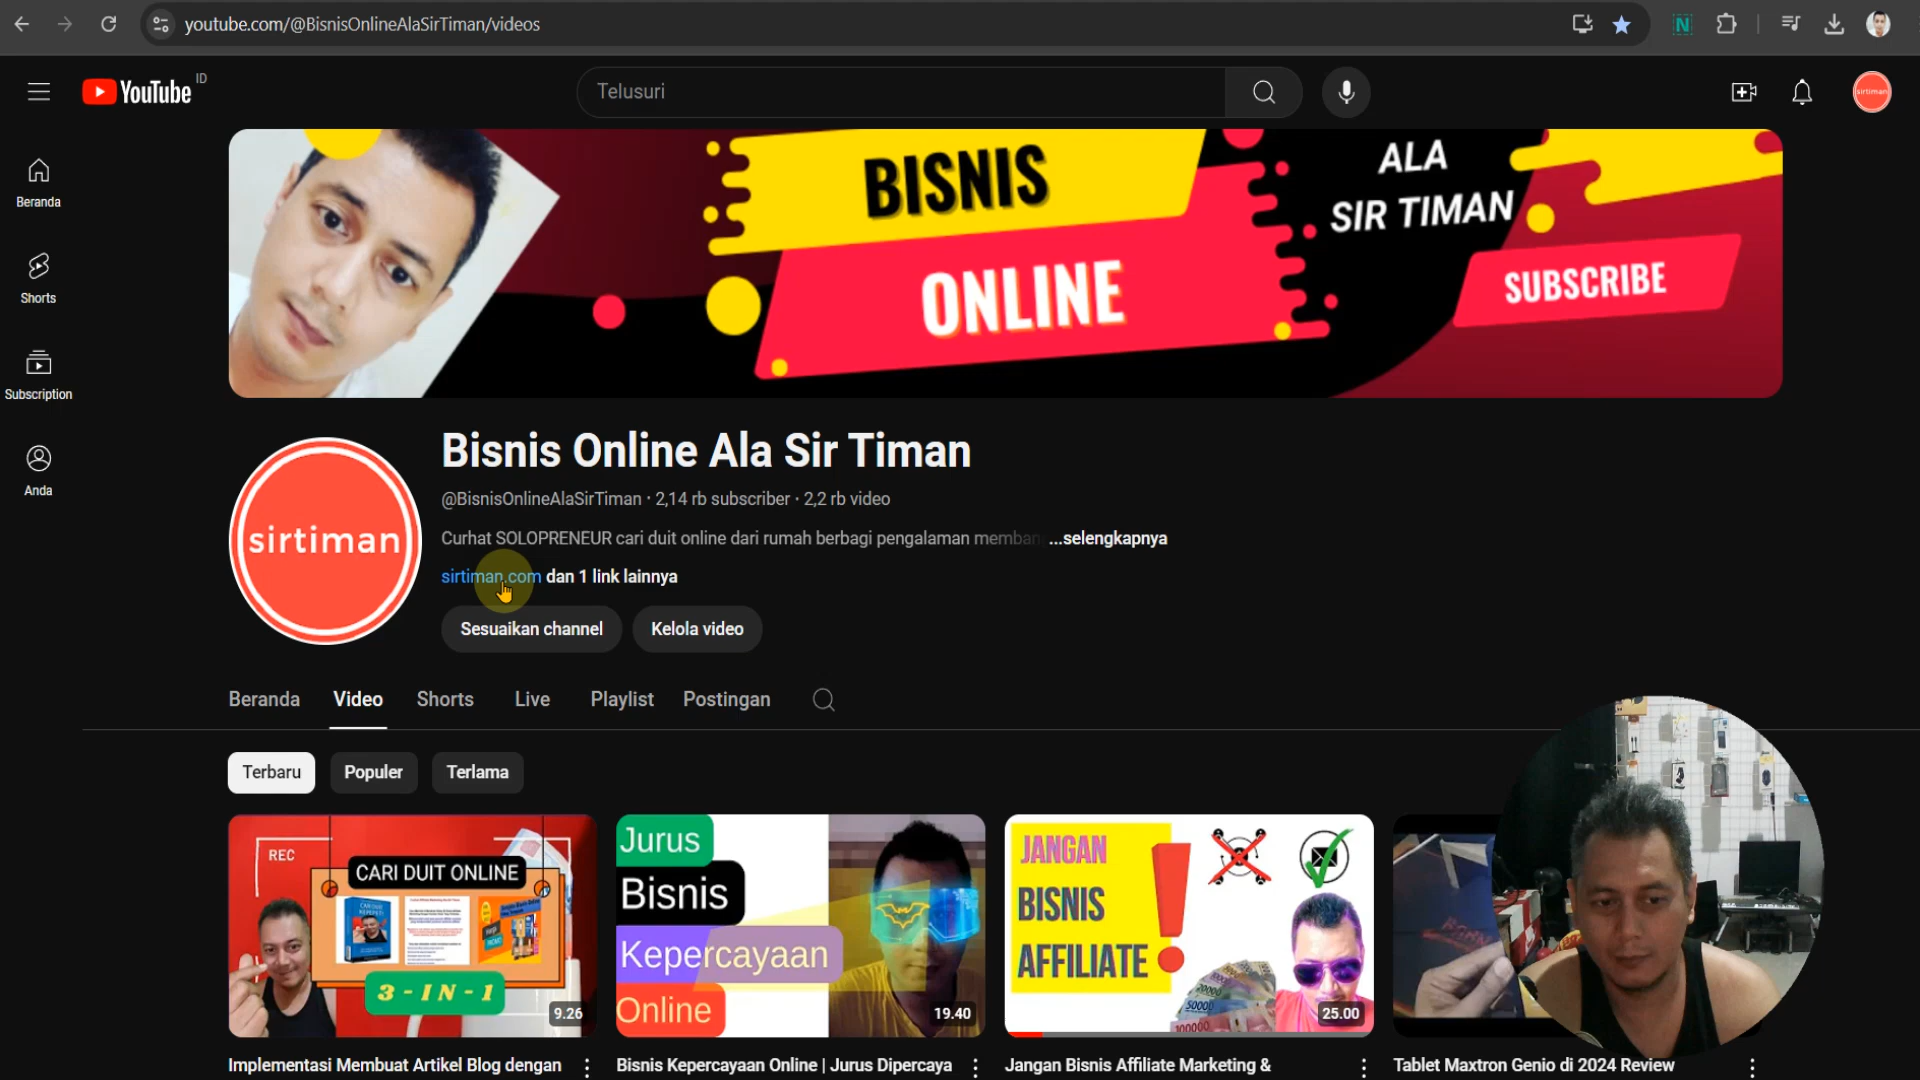 youtube.com/@BisnisOnlineAlaSirTiman/videos
N
YouTube ID
Telusuri
sirtiman
Beranda
Shorts
Subscription
Anda
BISNIS
ONLINE
ALA
SIR TIMAN
SUBSCRIBE
sirtiman
Bisnis Online Ala Sir Timan
@BisnisOnlineAlaSirTiman · 2,14 rb subscriber · 2,2 rb video
Curhat SOLOPRENEUR cari duit online dari rumah berbagi pengalaman memban ...selengkapnya
sirtiman.com dan 1 link lainnya
Sesuaikan channel Kelola video
Beranda Video Shorts Live Playlist Postingan
Terbaru Populer Terlama
REC
CARI DUIT ONLINE
3-IN-1
9.26
Jurus
Bisnis
Kepercayaan
Online
19.40
JANGAN
BISNIS
AFFILIATE
!
50000
100000
25.00
Implementasi Membuat Artikel Blog dengan
Bisnis Kepercayaan Online | Jurus Dipercaya
Jangan Bisnis Affiliate Marketing &
Tablet Maxtron Genio di 2024 Review